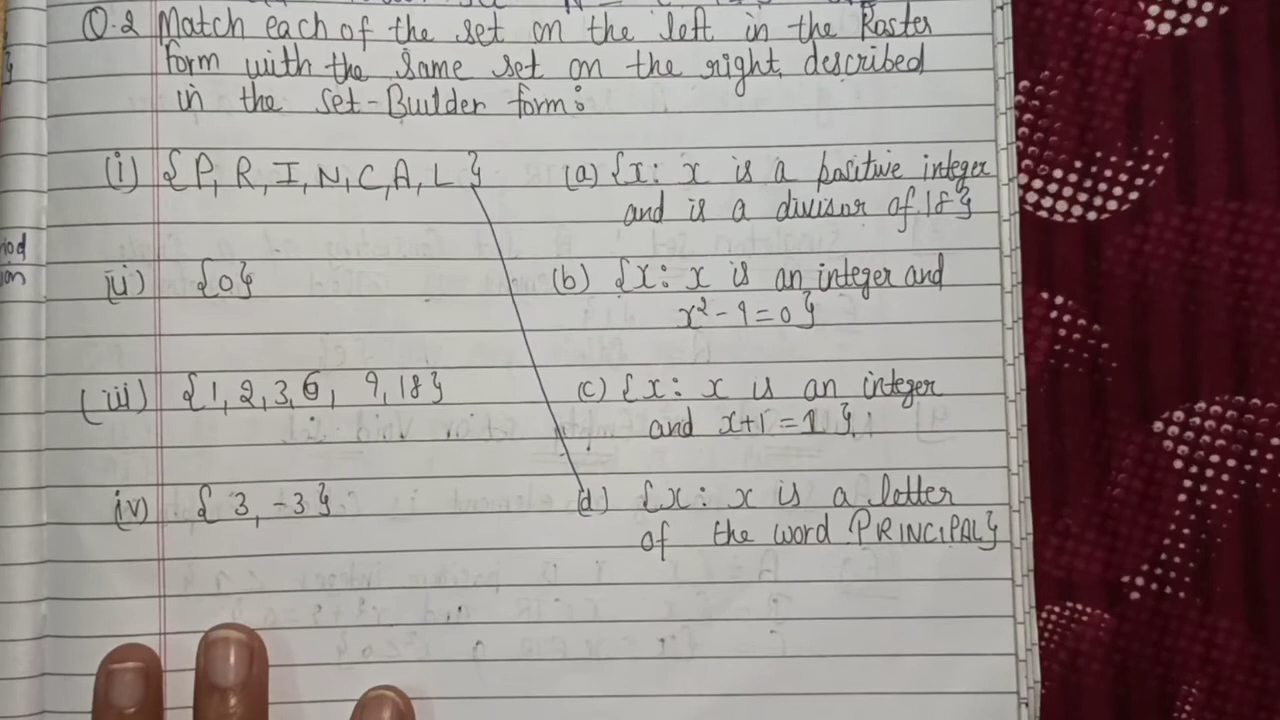 Q.2 Match each of the set on the left in the Roster
form with the same set on the right described
in the set-Builder form:
(i) {P, R, I, N, C, A, L} (a) {x: x is a positive integer
and is a divisor of 18}
(ii) {0} (b) {x: x is an integer and
x² - 9 = 0}
(iii) {1, 2, 3, 6, 9, 18} (c) {x: x is an integer
and x+1 = 1}
(iv) {3, -3} (d) {x: x is a letter
of the word PRINCIPAL}